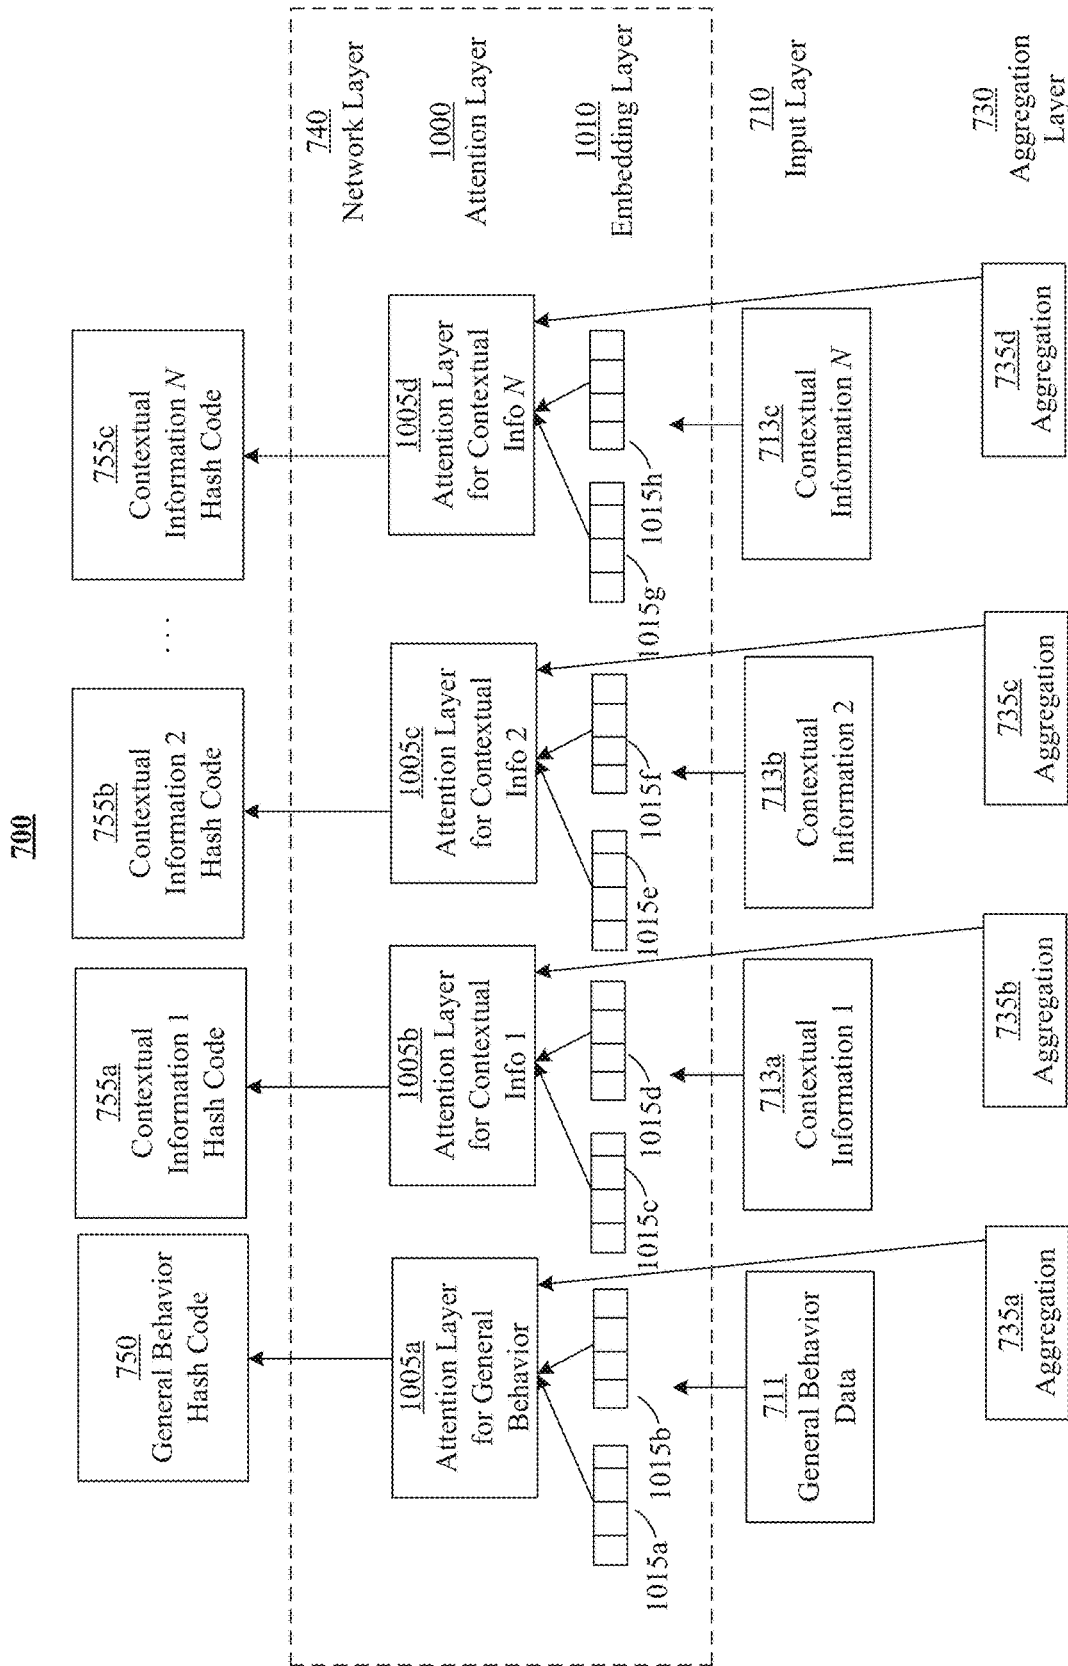 700
750
General Behavior
Hash Code
755a
Contextual
Information 1
Hash Code
755b
Contextual
Information 2
Hash Code
. . .
755c
Contextual
Information N
Hash Code
740
Network Layer
1005a
Attention Layer
for General
Behavior
1005b
Attention Layer
for Contextual
Info 1
1005c
Attention Layer
for Contextual
Info 2
1005d
Attention Layer
for Contextual
Info N
1000
Attention Layer
1015a
1015b
1015c
1015d
1015e
1015f
1015g
1015h
1010
Embedding Layer
711
General Behavior
Data
713a
Contextual
Information 1
713b
Contextual
Information 2
713c
Contextual
Information N
710
Input Layer
735a
Aggregation
735b
Aggregation
735c
Aggregation
735d
Aggregation
730
Aggregation
Layer